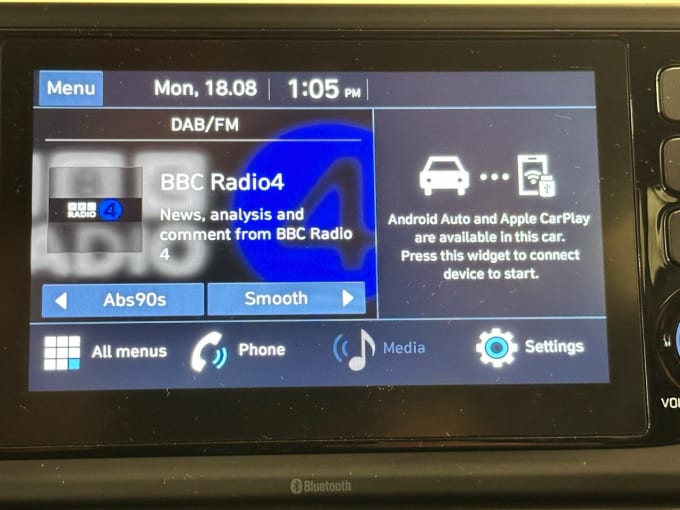 Menu
Mon, 18.08
1:05 PM
DAB/FM
BBC Radio4
News, analysis and
comment from BBC Radio
4
BBC
RADIO 4
4
Abs90s
Smooth
Android Auto and Apple CarPlay
are available in this car.
Press this widget to connect
device to start.
All menus
Phone
Media
Settings
Bluetooth